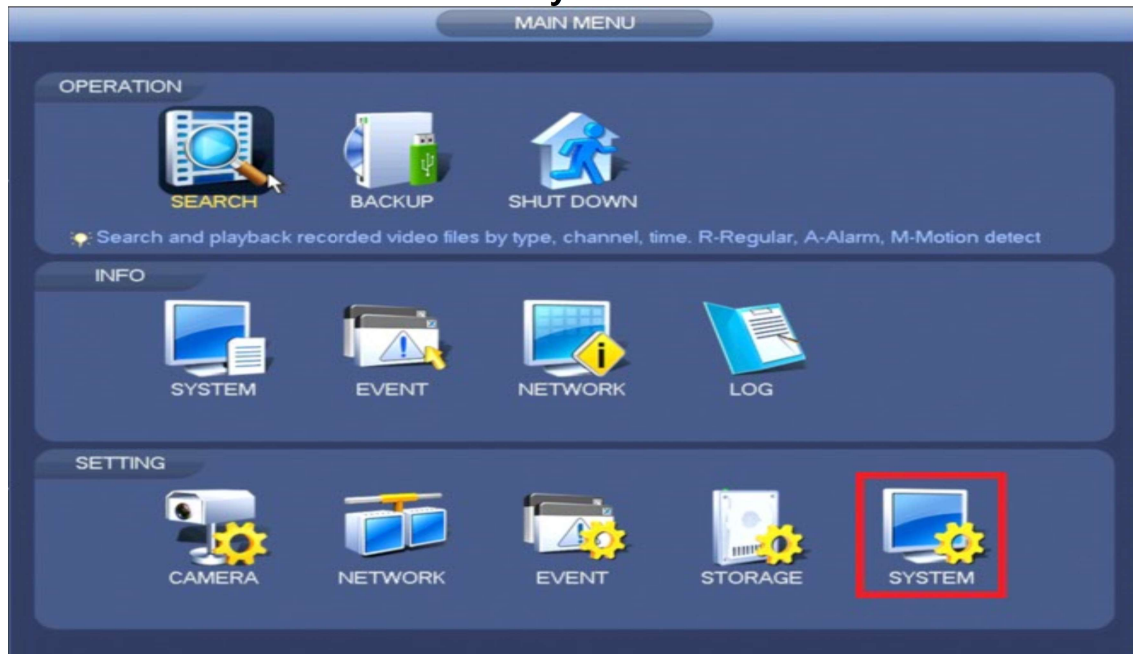 MAIN MENU
OPERATION
SEARCH BACKUP SHUT DOWN
Search and playback recorded video files by type, channel, time. R-Regular, A-Alarm, M-Motion detect
INFO
SYSTEM EVENT NETWORK LOG
SETTING
CAMERA NETWORK EVENT STORAGE SYSTEM